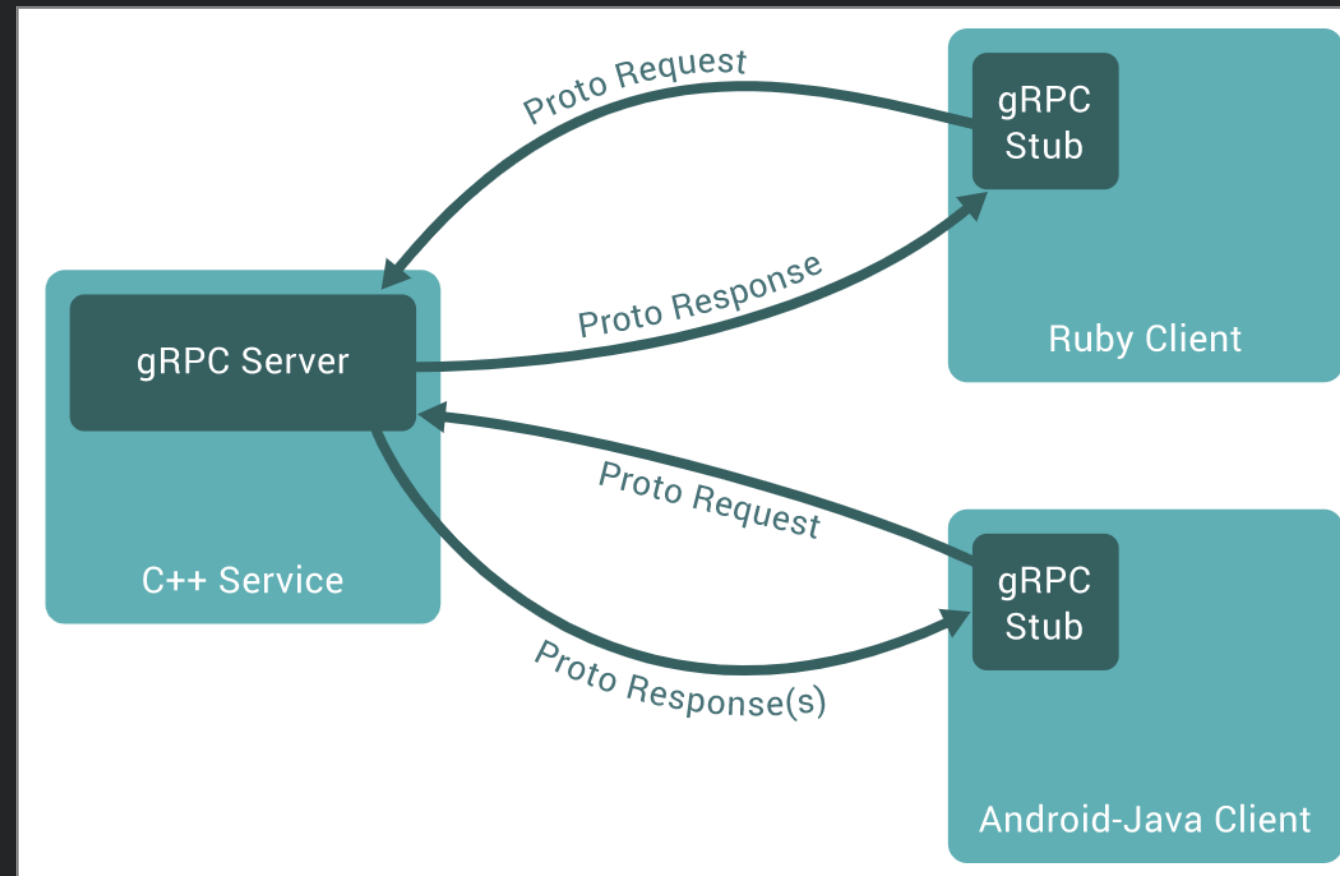 Proto Request
gRPC
Stub
Proto Response
Ruby Client
gRPC Server
C++ Service
Proto Request
gRPC
Stub
Proto Response(s)
Android-Java Client